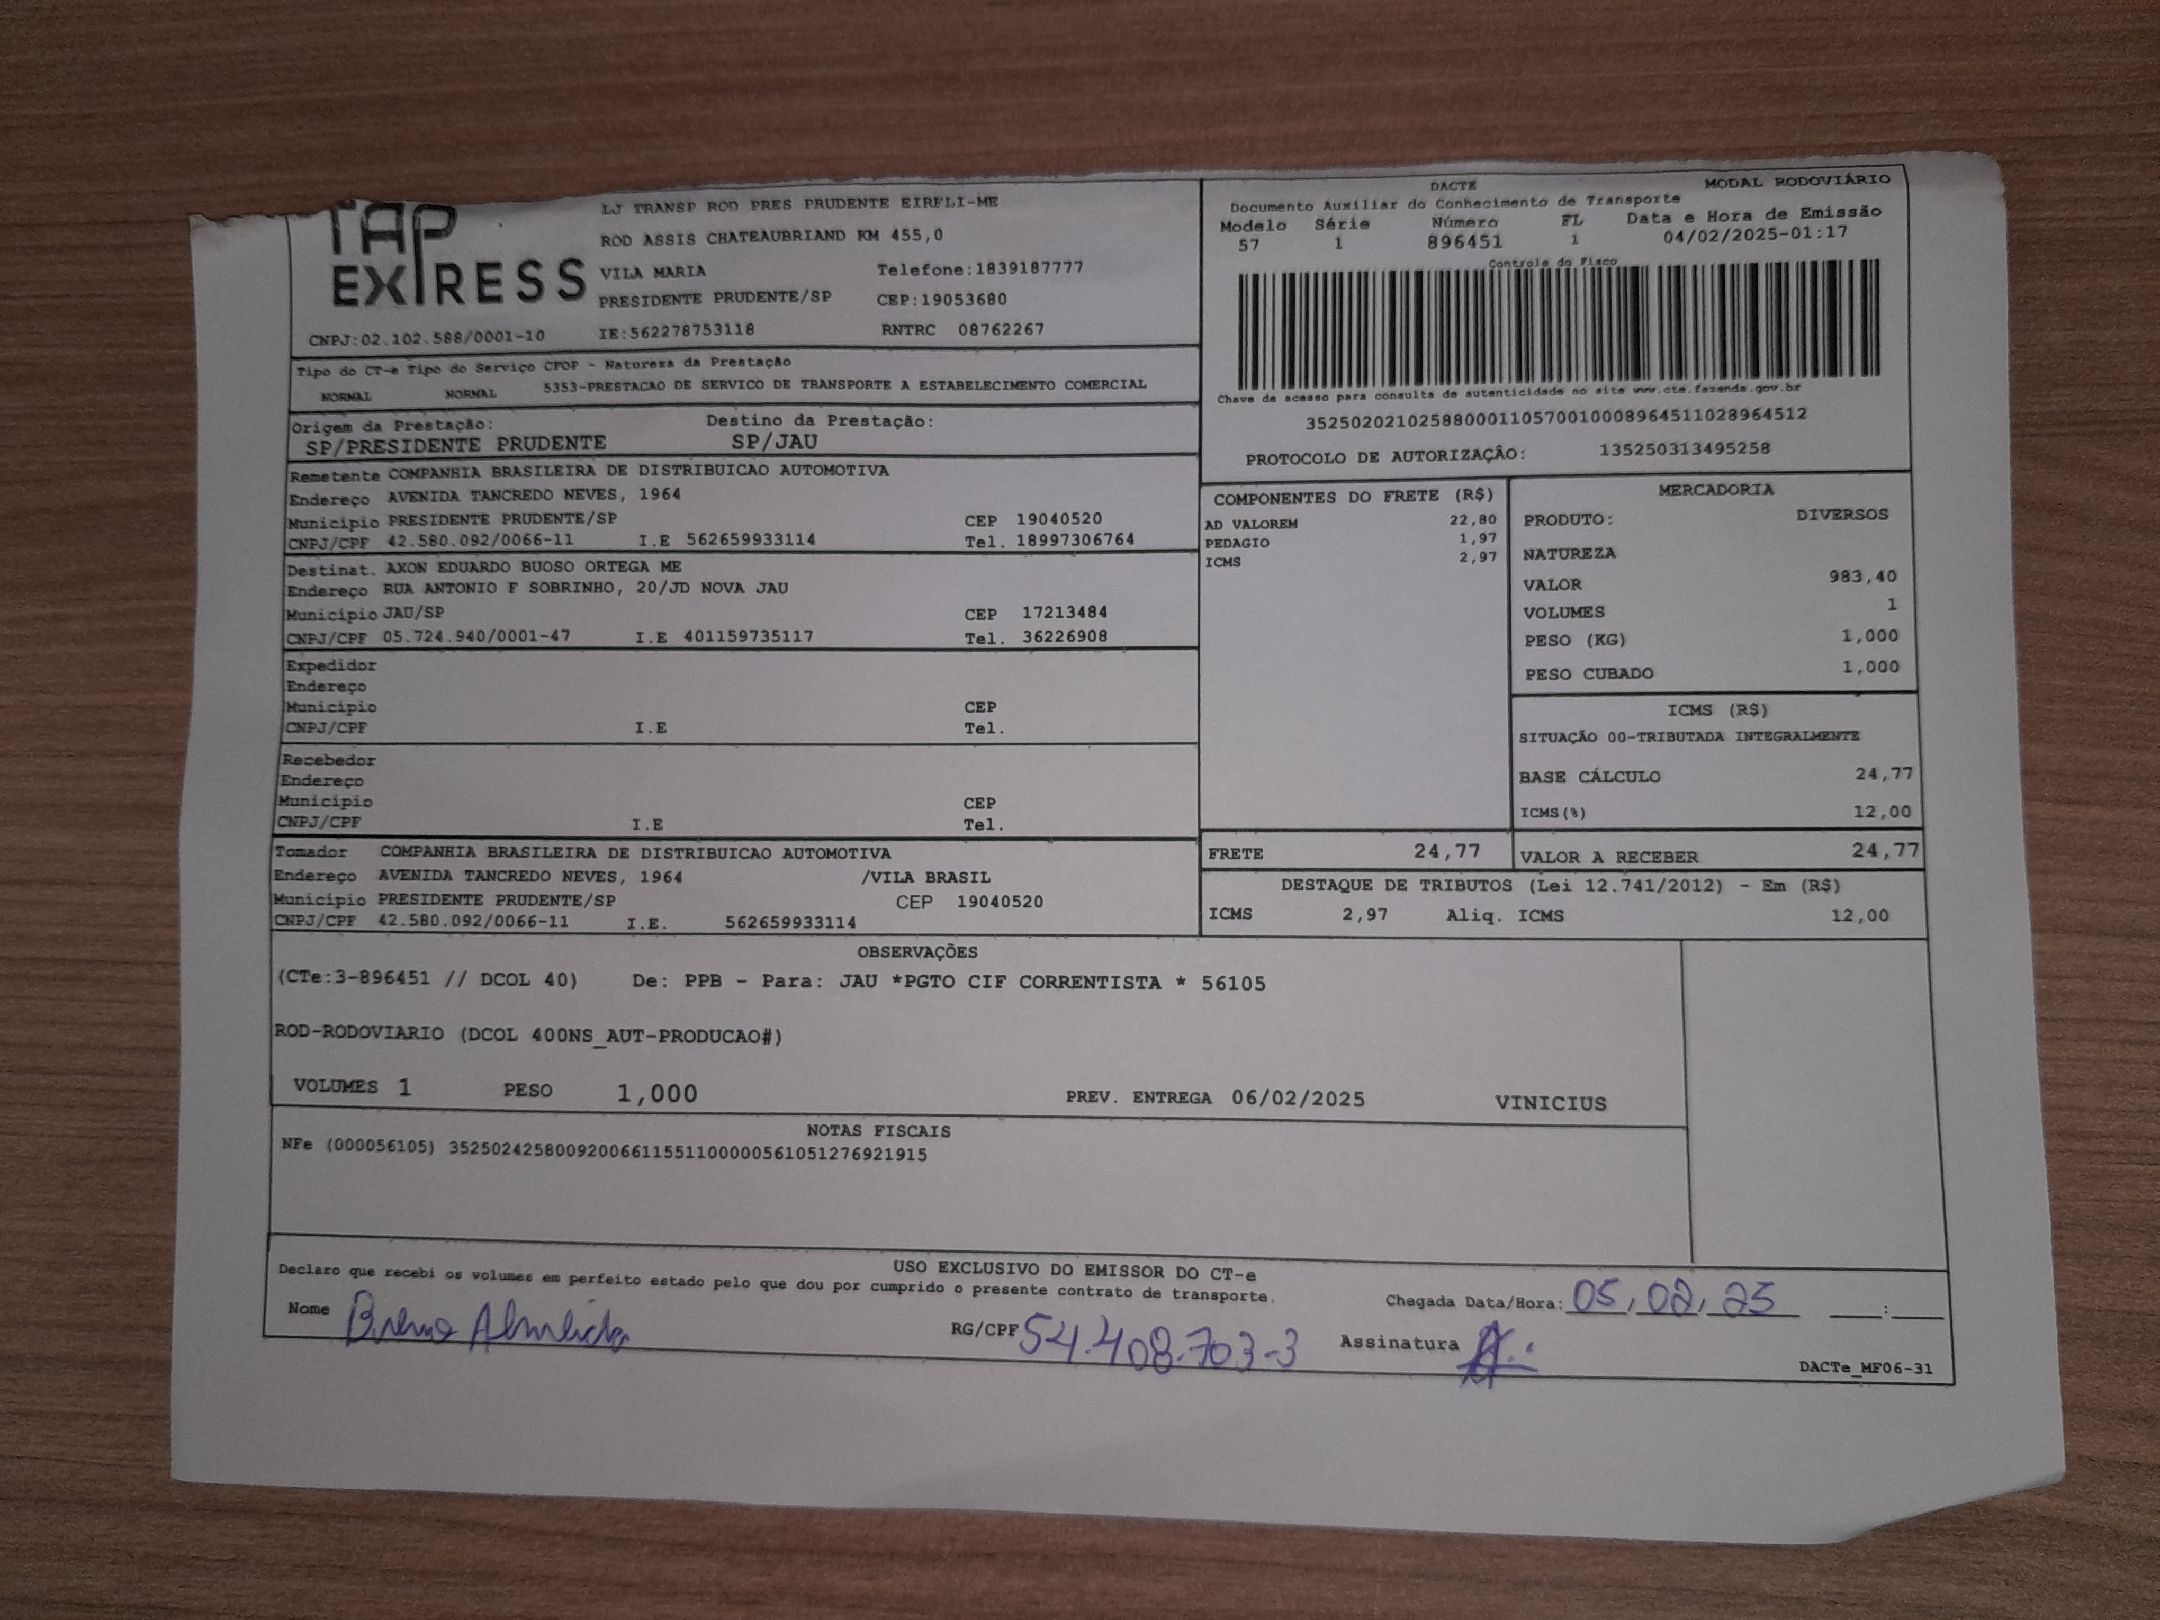 TAP EXPRESS
LJ TRANSP ROD PRES PRUDENTE EIRELI-ME
ROD ASSIS CHATEAUBRIAND KM 455,0
VILA MARIA Telefone:1839187777
PRESIDENTE PRUDENTE/SP CEP:19053680
CNPJ:02.102.588/0001-10 IE:562278753118 RNTRC 08762267
Tipo do CT-e Tipo do Serviço CFOP - Natureza da Prestação
NORMAL NORMAL 5353-PRESTACAO DE SERVICO DE TRANSPORTE A ESTABELECIMENTO COMERCIAL
Origem da Prestação: Destino da Prestação:
SP/PRESIDENTE PRUDENTE SP/JAU
DACTE MODAL RODOVIÁRIO
Documento Auxiliar do Conhecimento de Transporte
Modelo Série Número FL Data e Hora de Emissão
57 1 896451 1 04/02/2025-01:17
Controle do Fisco
Chave de acesso para consulta de autenticidade no site www.cte.fazenda.gov.br
35250202102588000110570010008964511028964512
PROTOCOLO DE AUTORIZAÇÂO: 135250313495258
Remetente COMPANHIA BRASILEIRA DE DISTRIBUICAO AUTOMOTIVA
Endereço AVENIDA TANCREDO NEVES, 1964
Município PRESIDENTE PRUDENTE/SP CEP 19040520
CNPJ/CPF 42.580.092/0066-11 I.E 562659933114 Tel. 18997306764
Destinat. AXON EDUARDO BUOSO ORTEGA ME
Endereço RUA ANTONIO F SOBRINHO, 20/JD NOVA JAU
Município JAU/SP CEP 17213484
CNPJ/CPF 05.724.940/0001-47 I.E 401159735117 Tel. 36226908
Expedidor
Endereço
Município CEP
CNPJ/CPF I.E Tel.
Recebedor
Endereço
Município CEP
CNPJ/CPF I.E Tel.
Tomador COMPANHIA BRASILEIRA DE DISTRIBUICAO AUTOMOTIVA
Endereço AVENIDA TANCREDO NEVES, 1964 /VILA BRASIL
Município PRESIDENTE PRUDENTE/SP CEP 19040520
CNPJ/CPF 42.580.092/0066-11 I.E. 562659933114
COMPONENTES DO FRETE (R$)
AD VALOREM 22,80
PEDAGIO 1,97
ICMS 2,97
MERCADORIA
PRODUTO: DIVERSOS
NATUREZA
VALOR 983,40
VOLUMES 1
PESO (KG) 1,000
PESO CUBADO 1,000
ICMS (R$)
SITUAÇÃO 00-TRIBUTADA INTEGRALMENTE
BASE CÁLCULO 24,77
ICMS(%) 12,00
FRETE 24,77 VALOR A RECEBER 24,77
DESTAQUE DE TRIBUTOS (Lei 12.741/2012) - Em (R$)
ICMS 2,97 Aliq. ICMS 12,00
OBSERVAÇÕES
(CTe:3-896451 // DCOL 40) De: PPB - Para: JAU *PGTO CIF CORRENTISTA * 56105
ROD-RODOVIARIO (DCOL 400NS_AUT-PRODUCAO#)
VOLUMES 1 PESO 1,000 PREV. ENTREGA 06/02/2025 VINICIUS
NOTAS FISCAIS
NFe (000056105) 35250242580092006611551100000561051276921915
USO EXCLUSIVO DO EMISSOR DO CT-e
Declaro que recebi os volumes em perfeito estado pelo que dou por cumprido o presente contrato de transporte.
Chegada Data/Hora: 05,02,25 ____:____
Nome Almeida RG/CPF 54.408.703-3 Assinatura
DACTe_MF06-31